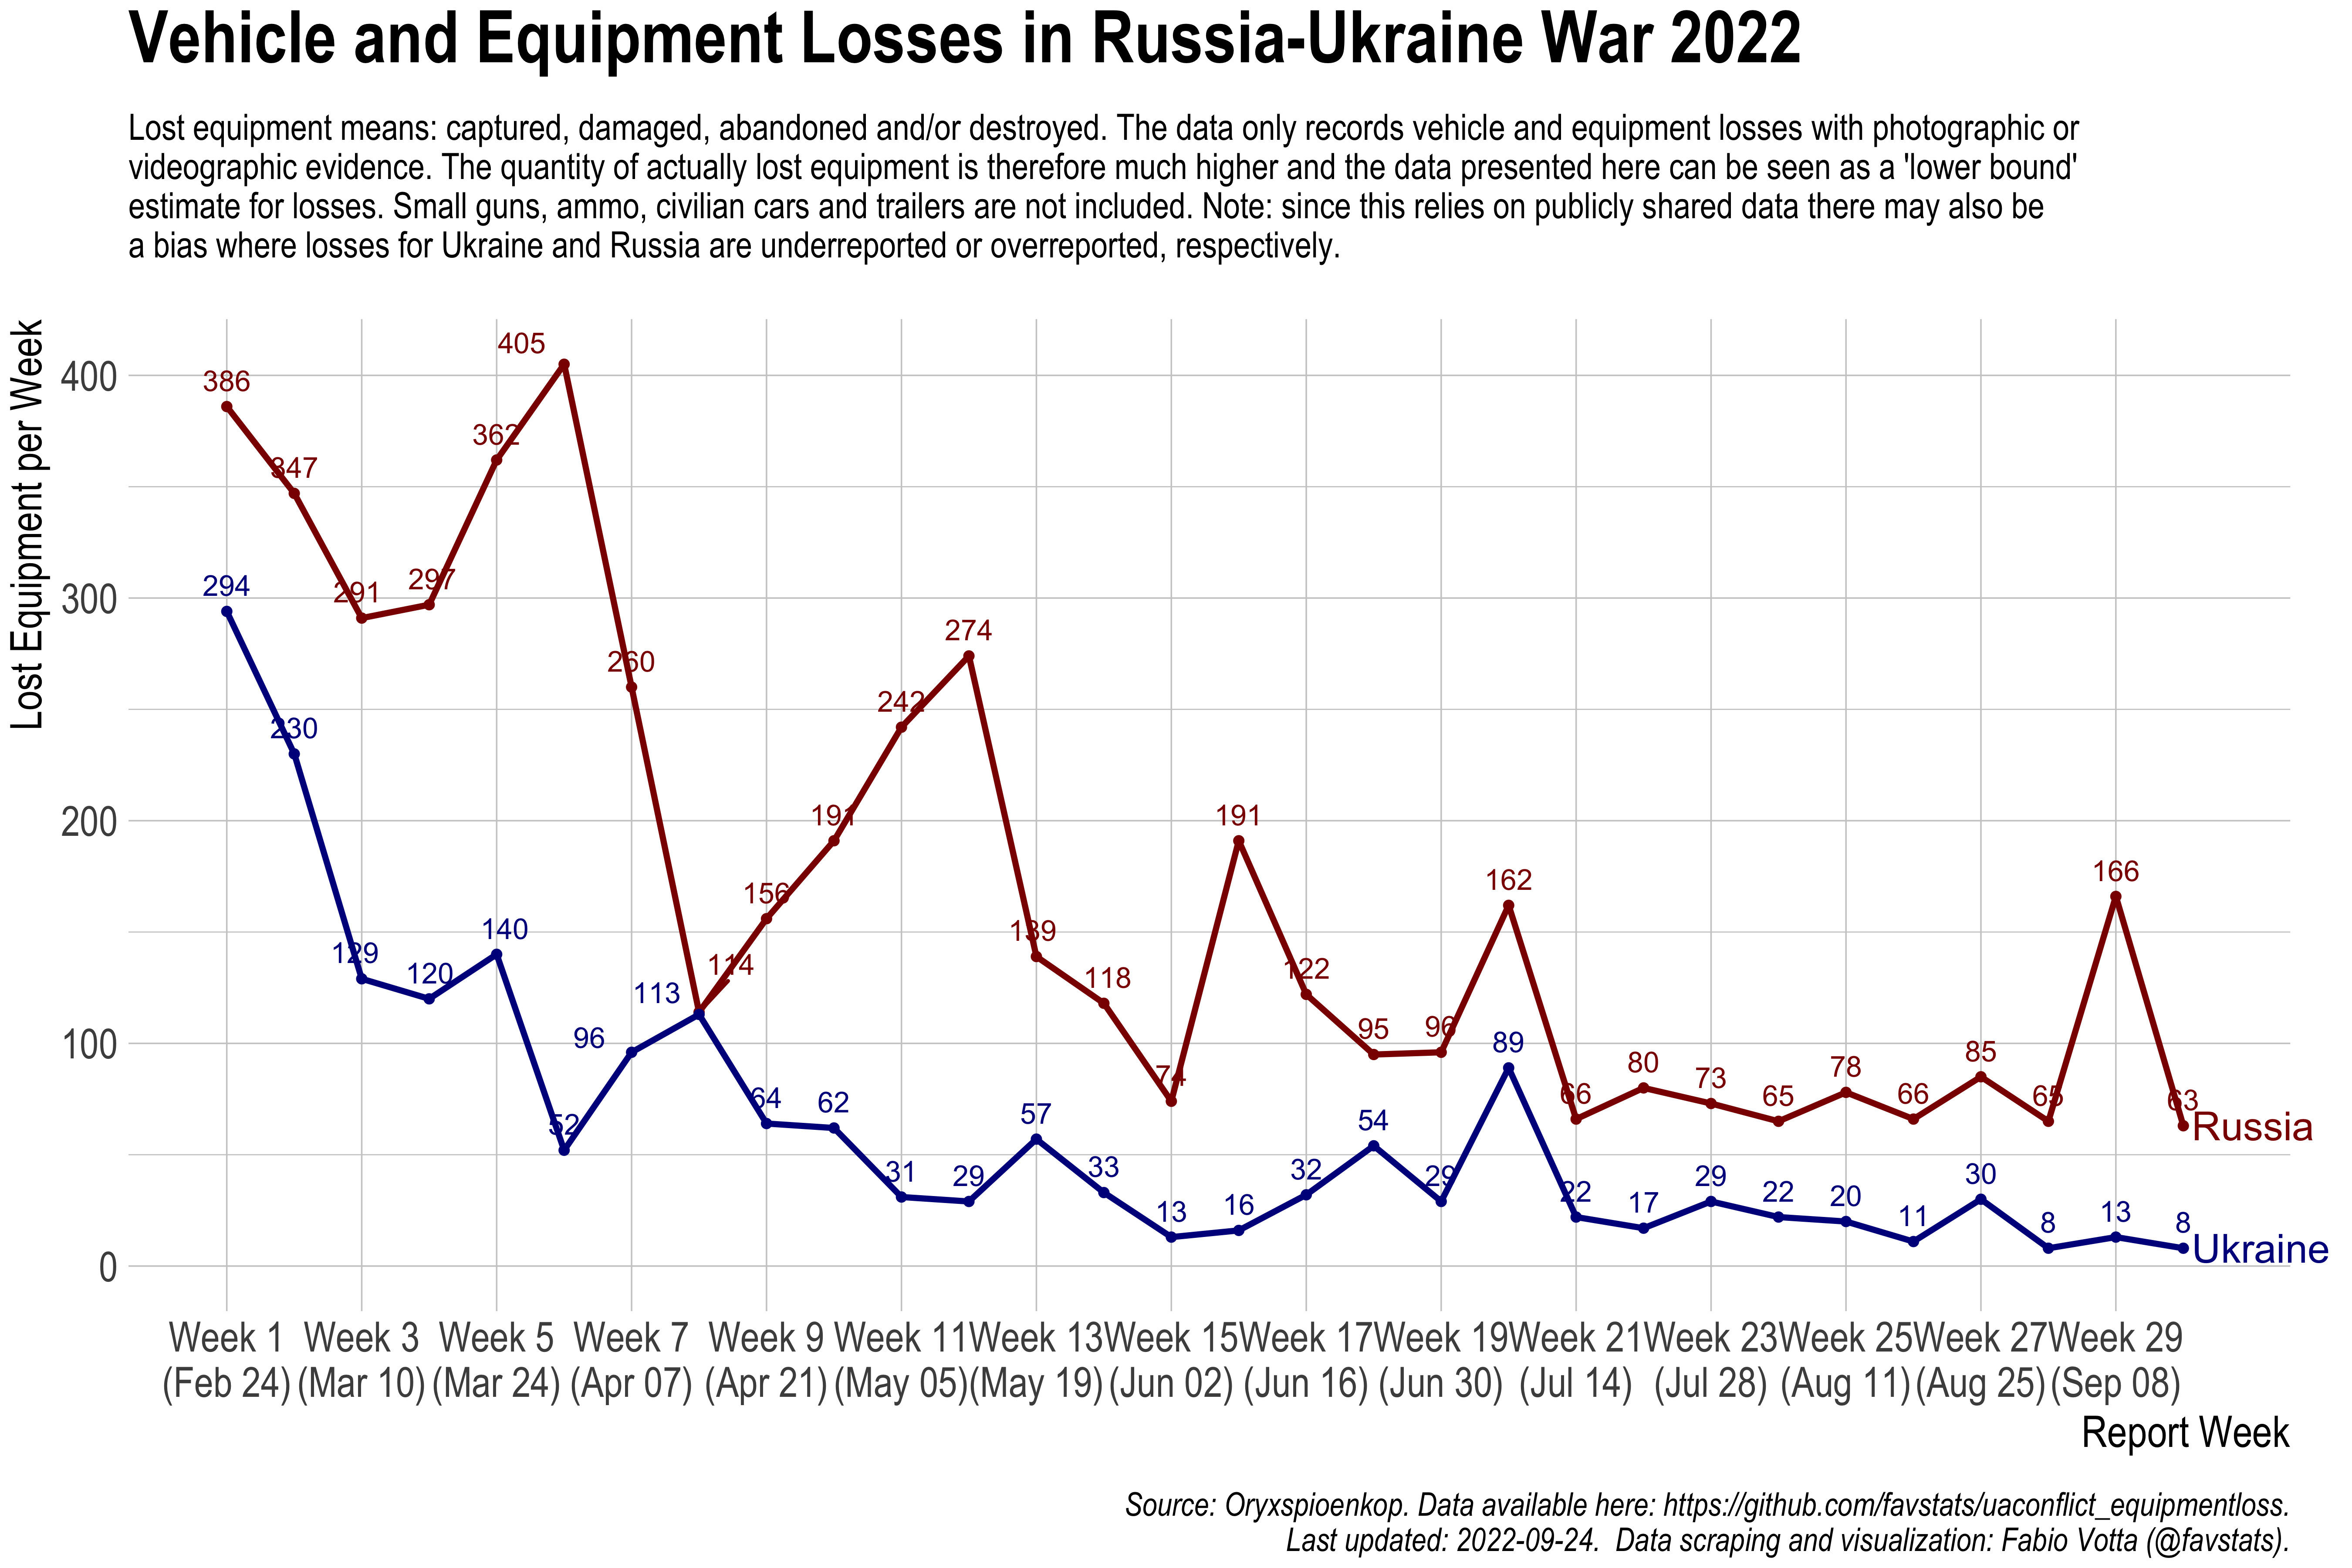 Vehicle and Equipment Losses in Russia-Ukraine War 2022
Lost equipment means: captured, damaged, abandoned and/or destroyed. The data only records vehicle and equipment losses with photographic or
videographic evidence. The quantity of actually lost equipment is therefore much higher and the data presented here can be seen as a 'lower bound'
estimate for losses. Small guns, ammo, civilian cars and trailers are not included. Note: since this relies on publicly shared data there may also be
a bias where losses for Ukraine and Russia are underreported or overreported, respectively.
Lost Equipment per Week
400
300
200
100
0
386 347 291 297 362 405 260 114 156 191 242 274 139 118 74 191 122 95 96 162 66 80 73 65 78 66 85 65 166 63
Russia
294 230 129 120 140 52 96 113 64 62 31 29 57 33 13 16 32 54 29 89 22 17 29 22 20 11 30 8 13 8
Ukraine
Week 1 Week 3 Week 5 Week 7 Week 9 Week 11 Week 13 Week 15 Week 17 Week 19 Week 21 Week 23 Week 25 Week 27 Week 29
(Feb 24) (Mar 10) (Mar 24) (Apr 07) (Apr 21) (May 05) (May 19) (Jun 02) (Jun 16) (Jun 30) (Jul 14) (Jul 28) (Aug 11) (Aug 25) (Sep 08)
Report Week
Source: Oryxspioenkop. Data available here: https://github.com/favstats/uaconflict_equipmentloss.
Last updated: 2022-09-24.  Data scraping and visualization: Fabio Votta (@favstats).